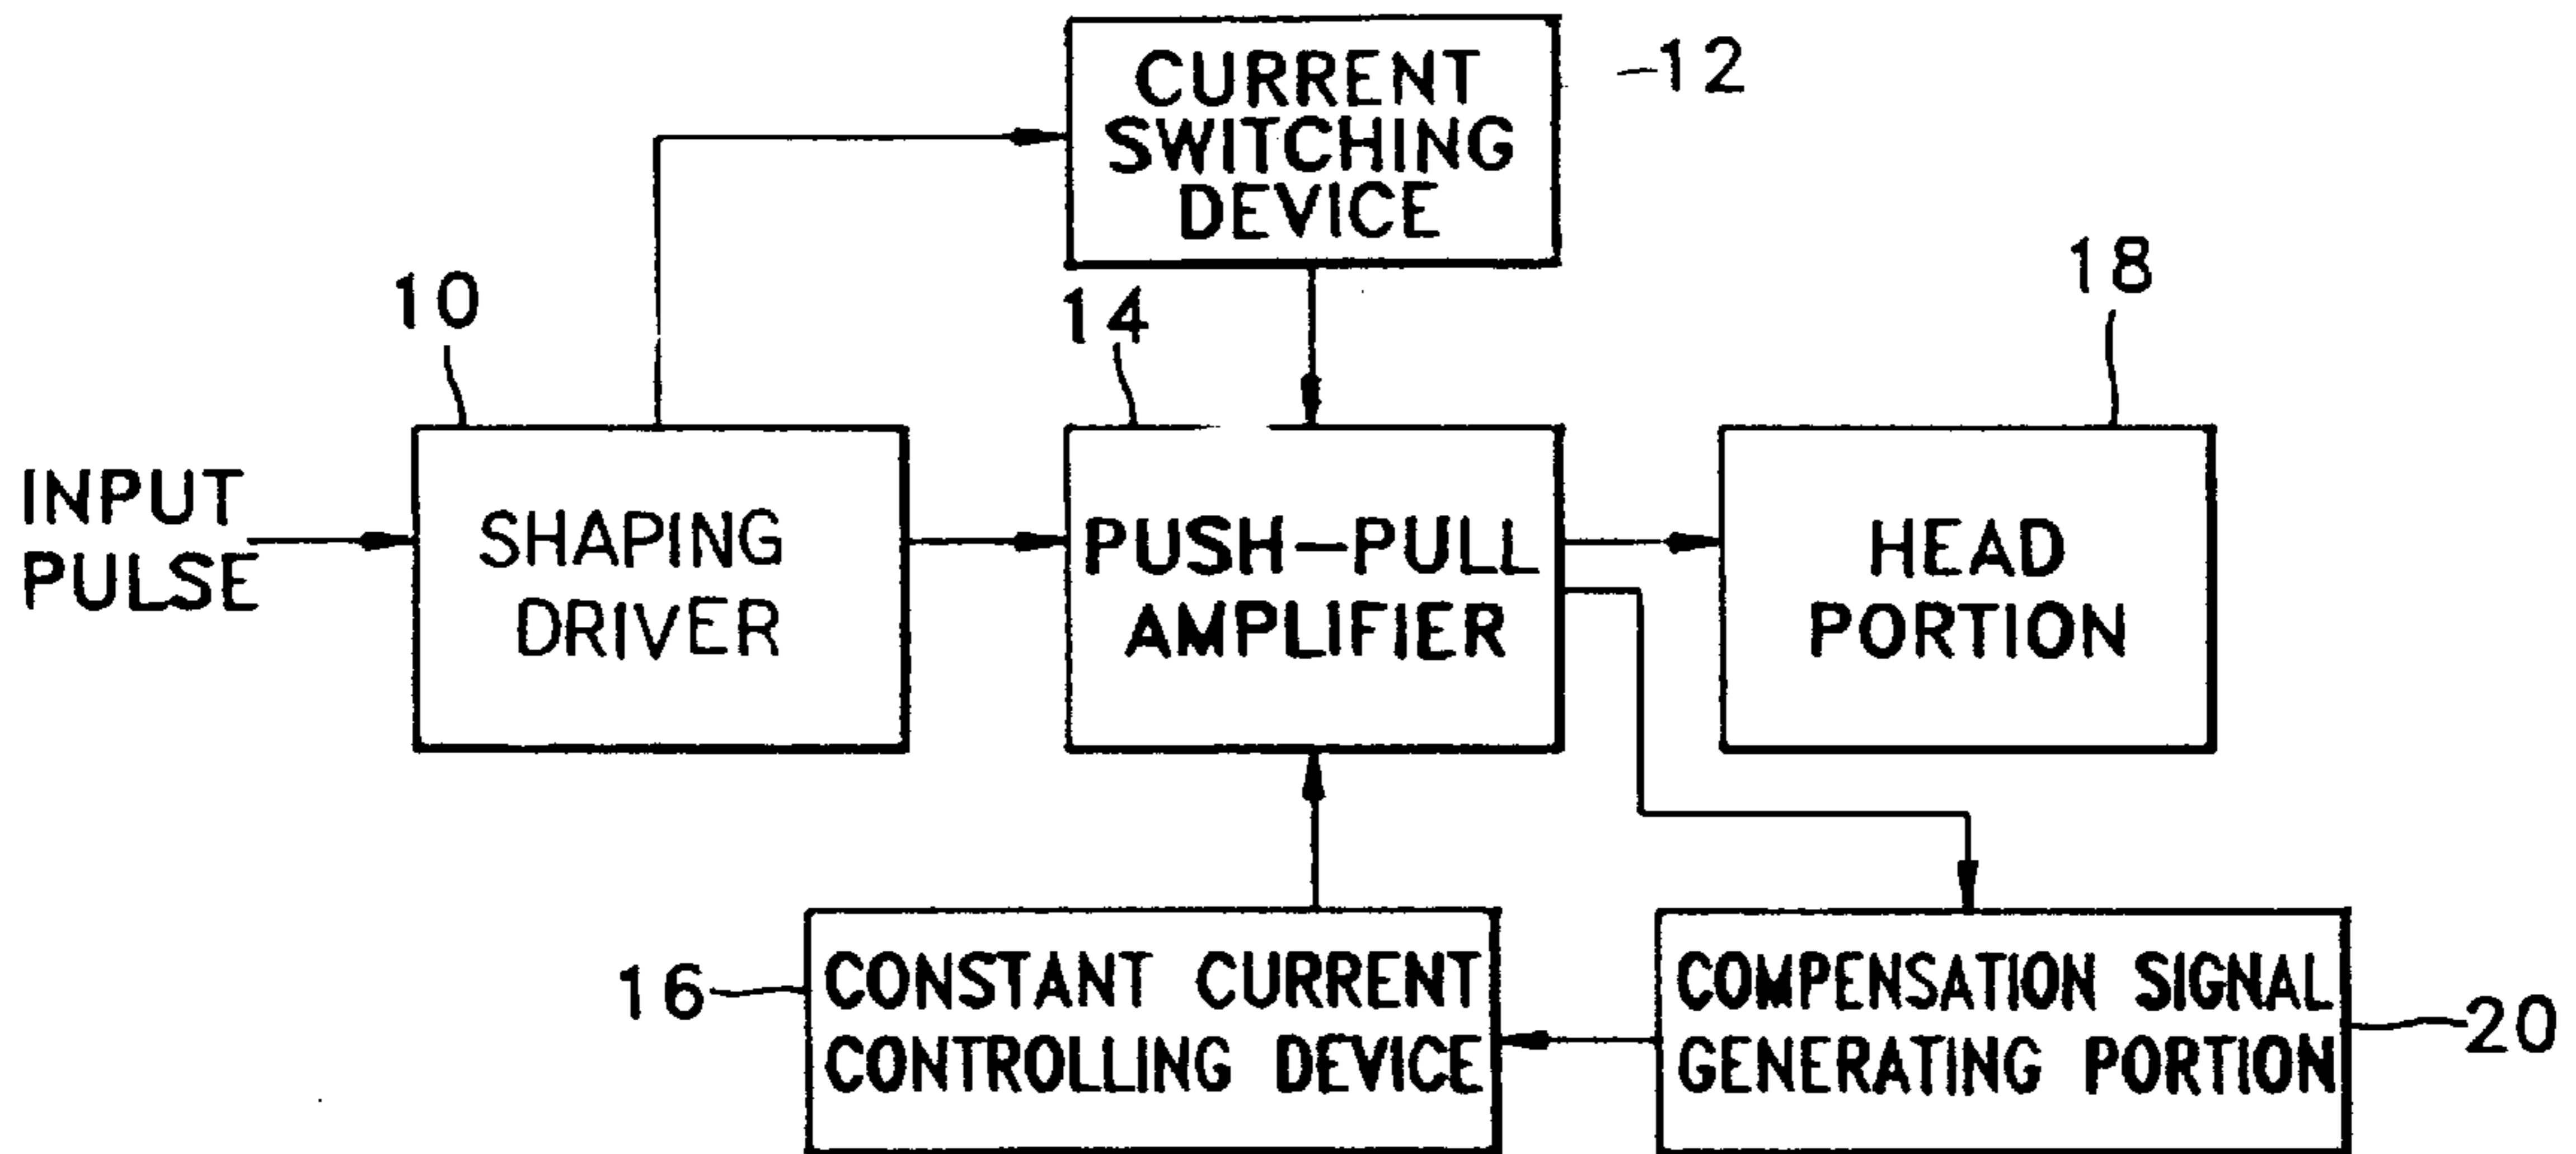 CURRENT
SWITCHING
DEVICE
12
10
14
18
INPUT
PULSE
SHAPING
DRIVER
PUSH-PULL
AMPLIFIER
HEAD
PORTION
16
CONSTANT CURRENT
CONTROLLING DEVICE
COMPENSATION SIGNAL
GENERATING PORTION
20